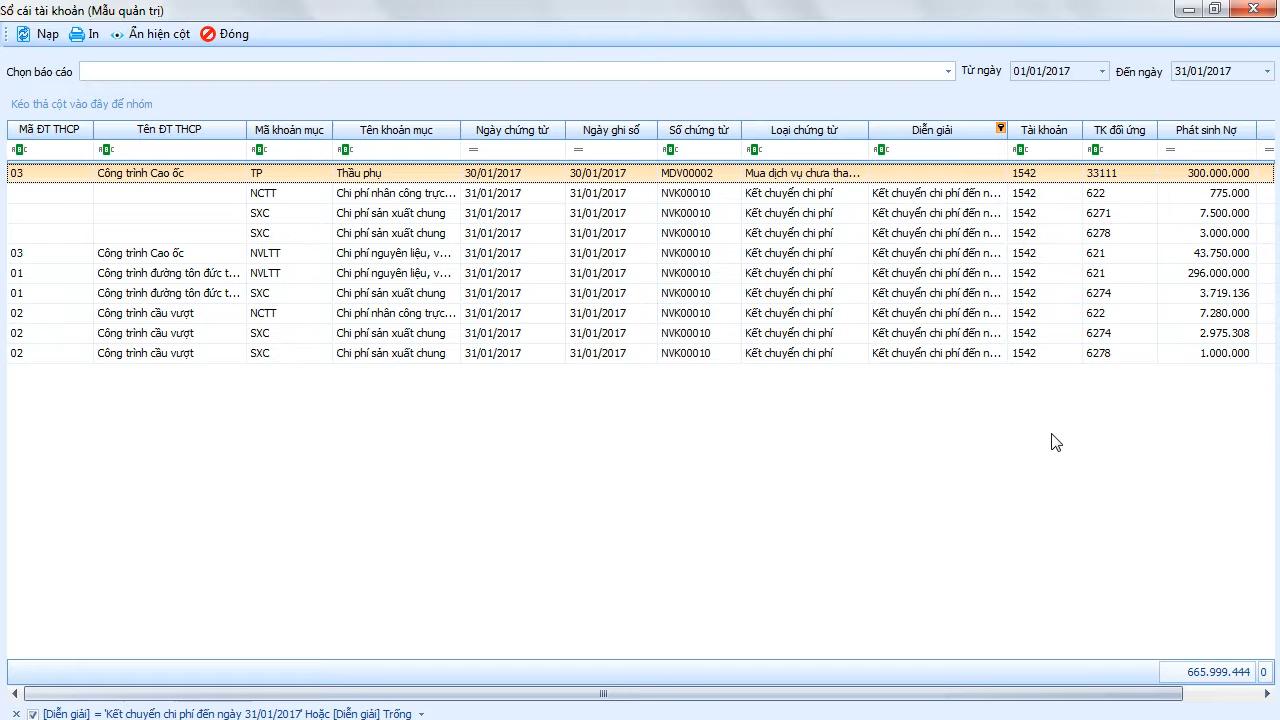 Sổ cái tài khoản (Mẫu quản trị)
Nạp In Ẩn hiện cột Đóng
Chọn báo cáo Từ ngày 01/01/2017 Đến ngày 31/01/2017
Kéo thả cột vào đây để nhóm
Mã ĐT THCP Tên ĐT THCP Mã khoản mục Tên khoản mục Ngày chứng từ Ngày ghi sổ Số chứng từ Loại chứng từ Diễn giải Tài khoản TK đối ứng Phát sinh Nợ
ABC ABC ABC ABC = = ABC ABC ABC ABC ABC = =
03 Công trình Cao ốc TP Thầu phụ 30/01/2017 30/01/2017 MDV00002 Mua dịch vụ chưa tha... 1542 33111 300.000.000
NCTT Chi phí nhân công trực... 31/01/2017 31/01/2017 NVK00010 Kết chuyển chi phí Kết chuyển chi phí đến n... 1542 622 775.000
SXC Chi phí sản xuất chung 31/01/2017 31/01/2017 NVK00010 Kết chuyển chi phí Kết chuyển chi phí đến n... 1542 6271 7.500.000
SXC Chi phí sản xuất chung 31/01/2017 31/01/2017 NVK00010 Kết chuyển chi phí Kết chuyển chi phí đến n... 1542 6278 3.000.000
03 Công trình Cao ốc NVLTT Chi phí nguyên liệu, v... 31/01/2017 31/01/2017 NVK00010 Kết chuyển chi phí Kết chuyển chi phí đến n... 1542 621 43.750.000
01 Công trình đường tôn đức t... NVLTT Chi phí nguyên liệu, v... 31/01/2017 31/01/2017 NVK00010 Kết chuyển chi phí Kết chuyển chi phí đến n... 1542 621 296.000.000
01 Công trình đường tôn đức t... SXC Chi phí sản xuất chung 31/01/2017 31/01/2017 NVK00010 Kết chuyển chi phí Kết chuyển chi phí đến n... 1542 6274 3.719.136
02 Công trình cầu vượt NCTT Chi phí nhân công trực... 31/01/2017 31/01/2017 NVK00010 Kết chuyển chi phí Kết chuyển chi phí đến n... 1542 622 7.280.000
02 Công trình cầu vượt SXC Chi phí sản xuất chung 31/01/2017 31/01/2017 NVK00010 Kết chuyển chi phí Kết chuyển chi phí đến n... 1542 6274 2.975.308
02 Công trình cầu vượt SXC Chi phí sản xuất chung 31/01/2017 31/01/2017 NVK00010 Kết chuyển chi phí Kết chuyển chi phí đến n... 1542 6278 1.000.000
665.999.444 0
[Diễn giải] = 'Kết chuyển chi phí đến ngày 31/01/2017' Hoặc [Diễn giải] Trống